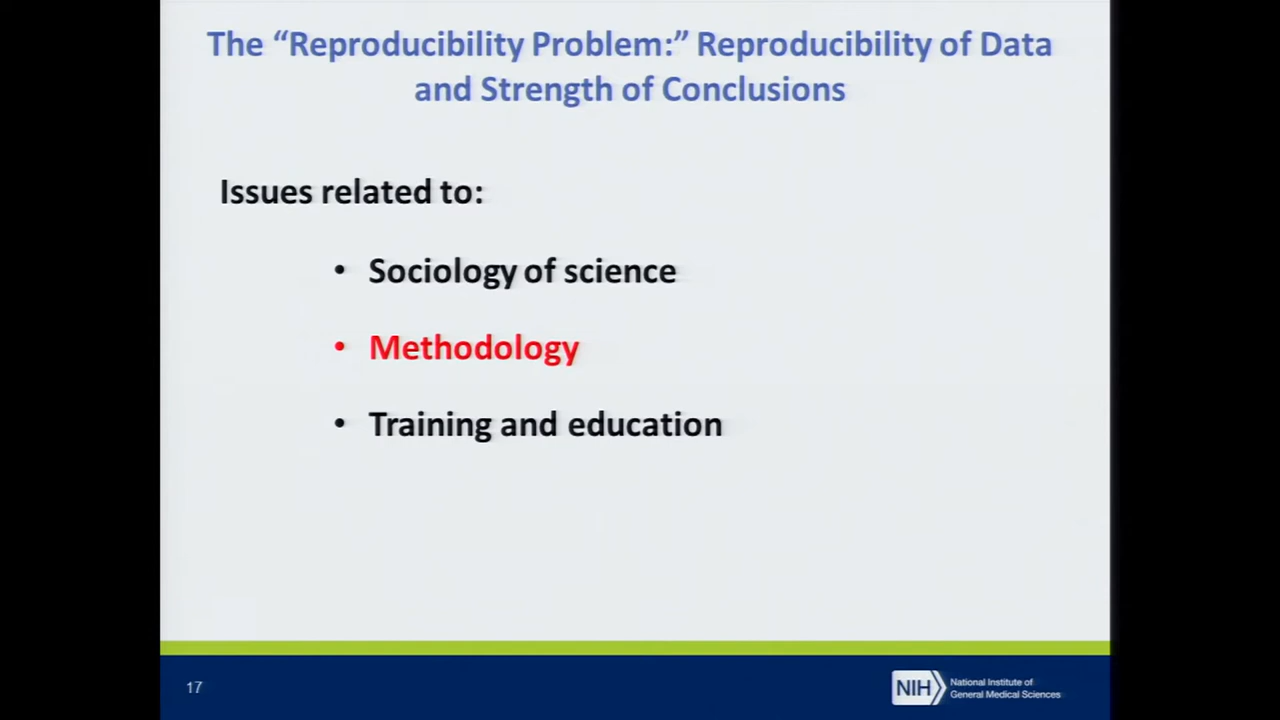 The “Reproducibility Problem:” Reproducibility of Data
and Strength of Conclusions
Issues related to:
• Sociology of science
• Methodology
• Training and education
17
NIH
National Institute of
General Medical Sciences